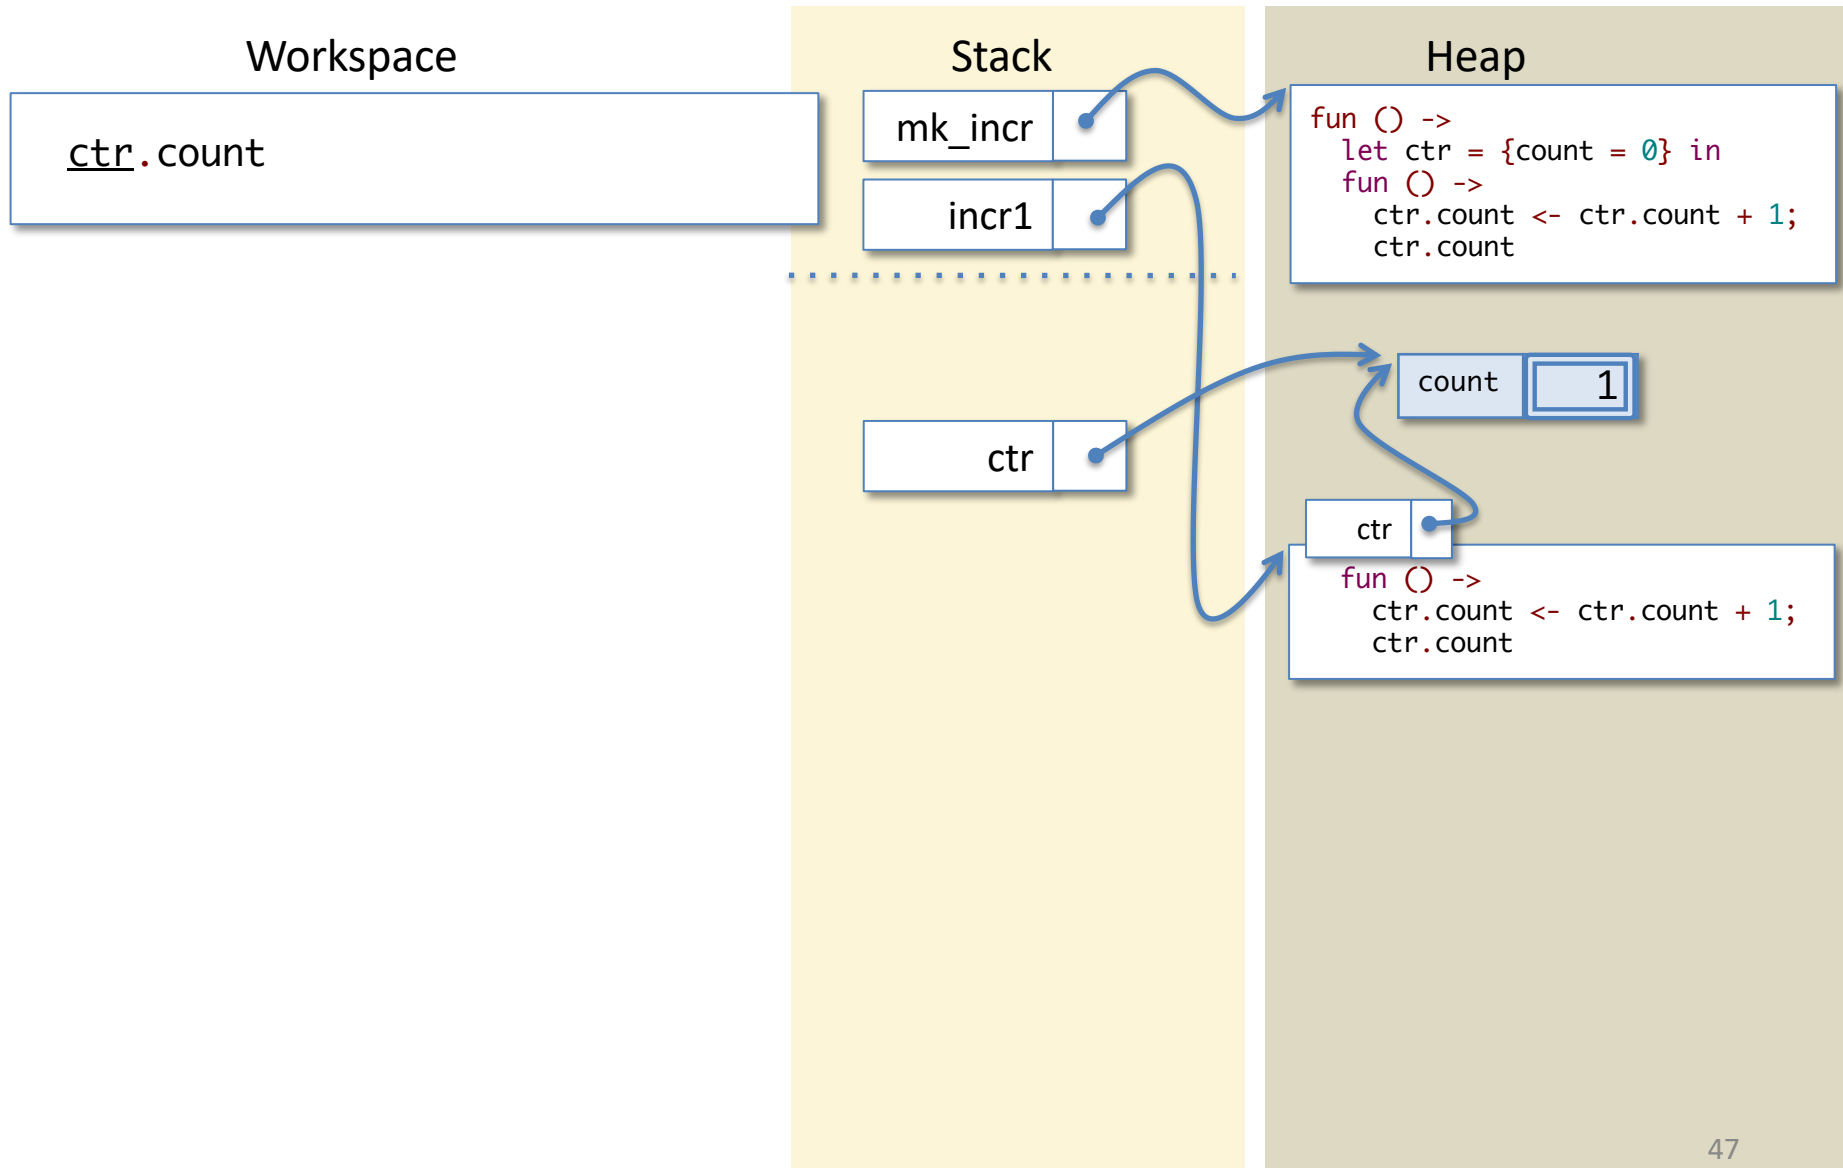 Workspace
ctr.count
Stack
mk_incr
incr1
ctr
Heap
fun () ->
let ctr = {count = 0} in
fun () ->
ctr.count <- ctr.count + 1;
ctr.count
count 1
ctr
fun () ->
ctr.count <- ctr.count + 1;
ctr.count
47